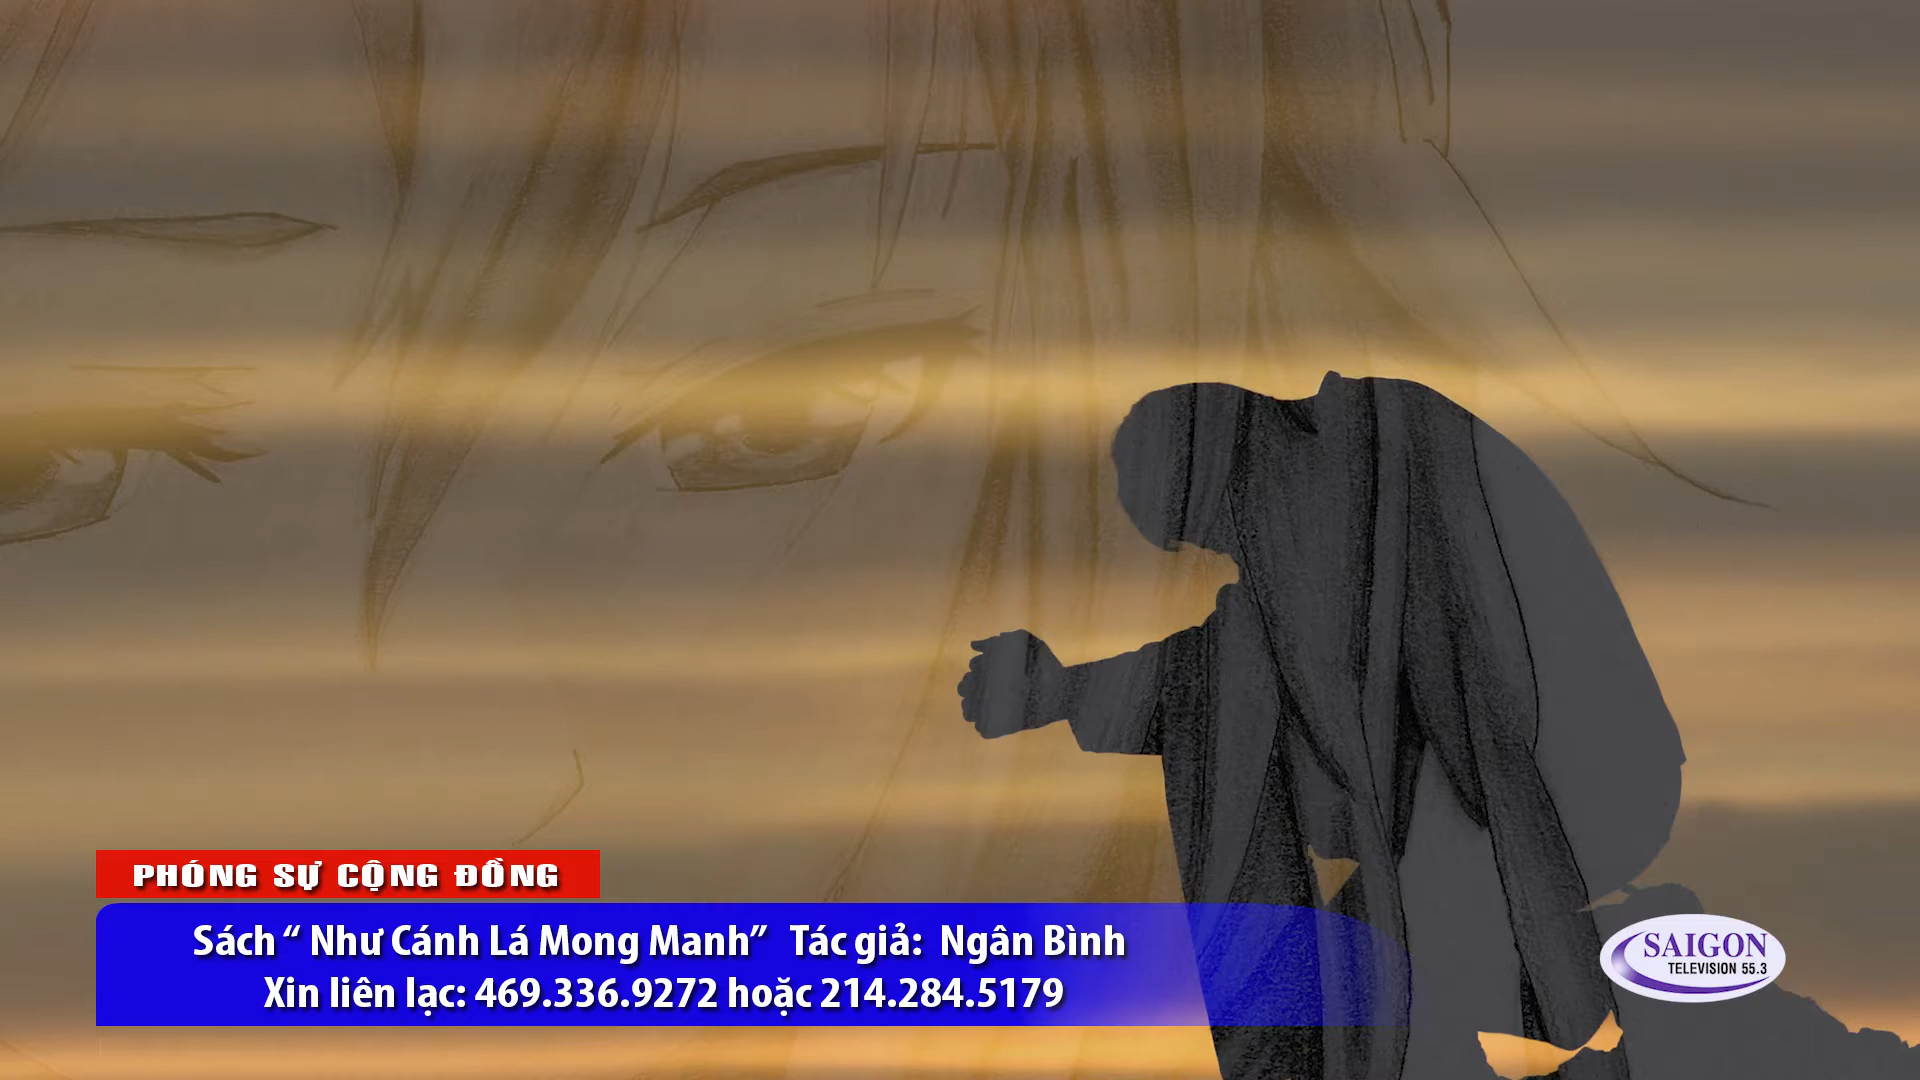 PHÓNG SỰ CỘNG ĐỒNG
Sách “ Như Cánh Lá Mong Manh” Tác giả: Ngân Bình
Xin liên lạc: 469.336.9272 hoặc 214.284.5179
SAIGON
TELEVISION 55.3